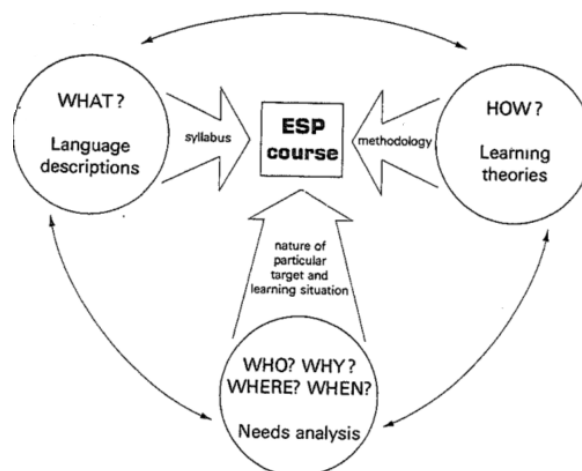 WHAT?
Language
descriptions
syllabus
ESP
course
methodology
HOW?
Learning
theories
nature of
particular
target and
learning situation
WHO? WHY?
WHERE? WHEN?
Needs analysis